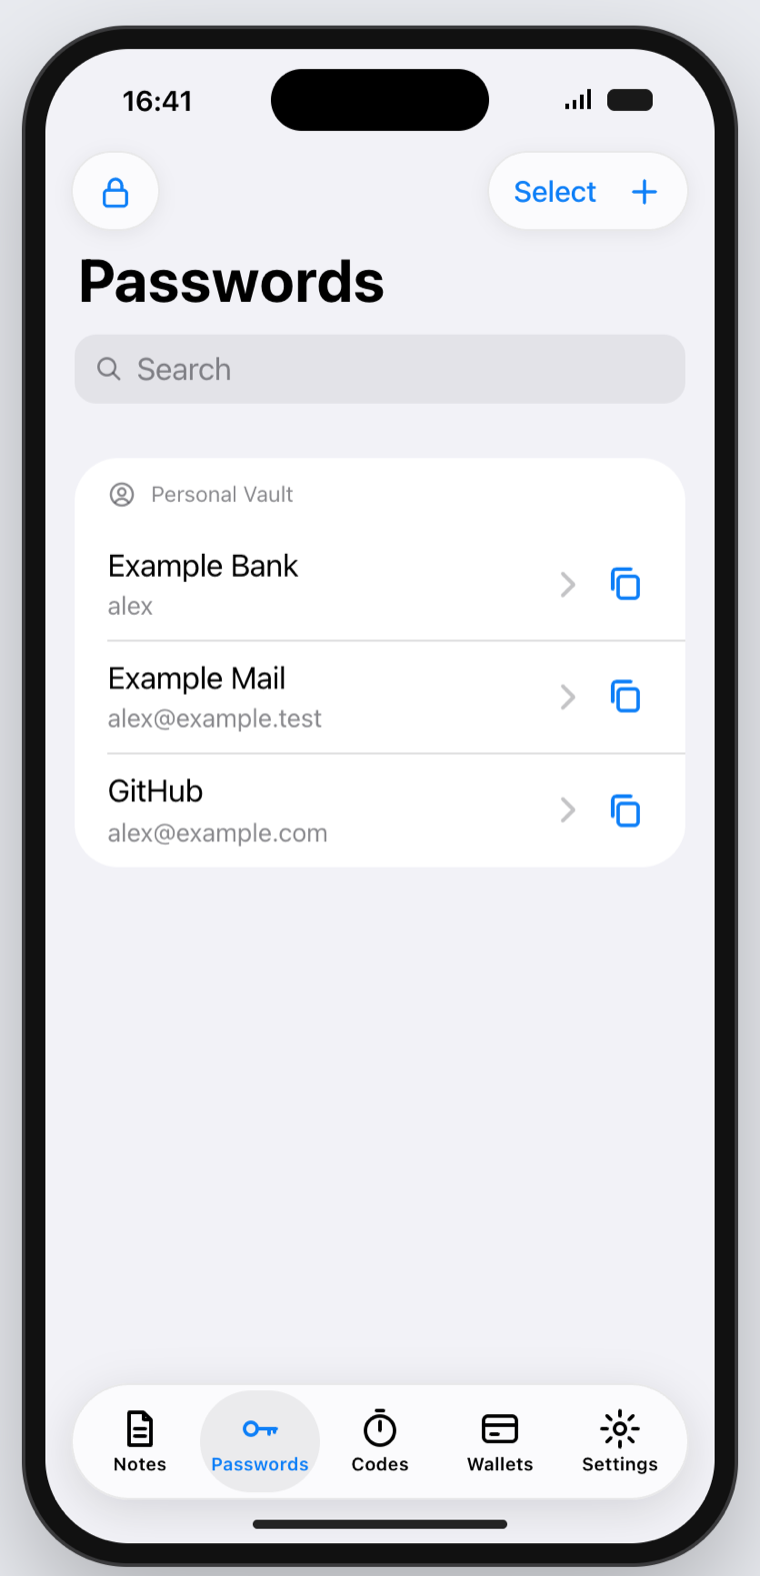 16:41
Select
Passwords
Search
Personal Vault
Example Bank
alex
Example Mail
alex@example.test
GitHub
alex@example.com
Notes
Passwords
Codes
Wallets
Settings